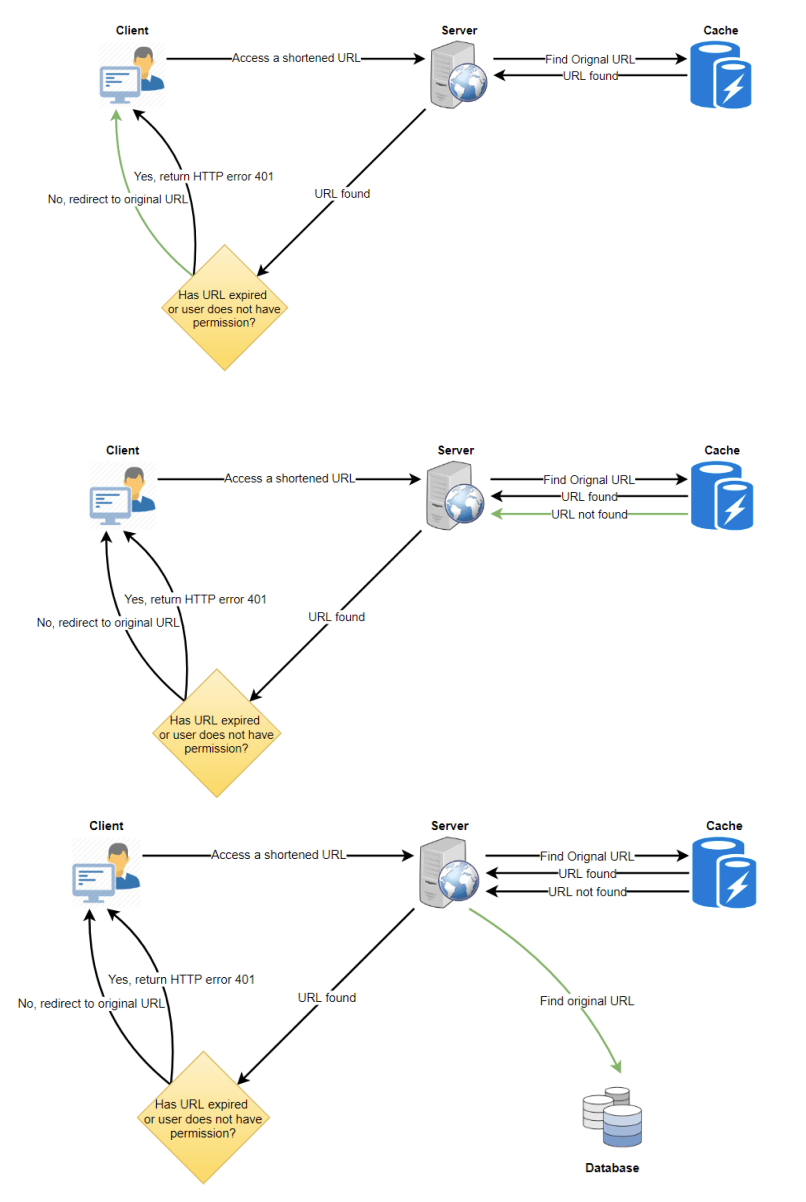 Client
Server
Cache
Access a shortened URL
Find Orignal URL
URL found
Yes, return HTTP error 401
No, redirect to original URL
URL found
Has URL expired
or user does not have
permission?
Client
Server
Cache
Access a shortened URL
Find Orignal URL
URL found
URL not found
Yes, return HTTP error 401
No, redirect to original URL
URL found
Has URL expired
or user does not have
permission?
Client
Server
Cache
Access a shortened URL
Find Orignal URL
URL found
URL not found
Yes, return HTTP error 401
No, redirect to original URL
URL found
Find original URL
Has URL expired
or user does not have
permission?
Database